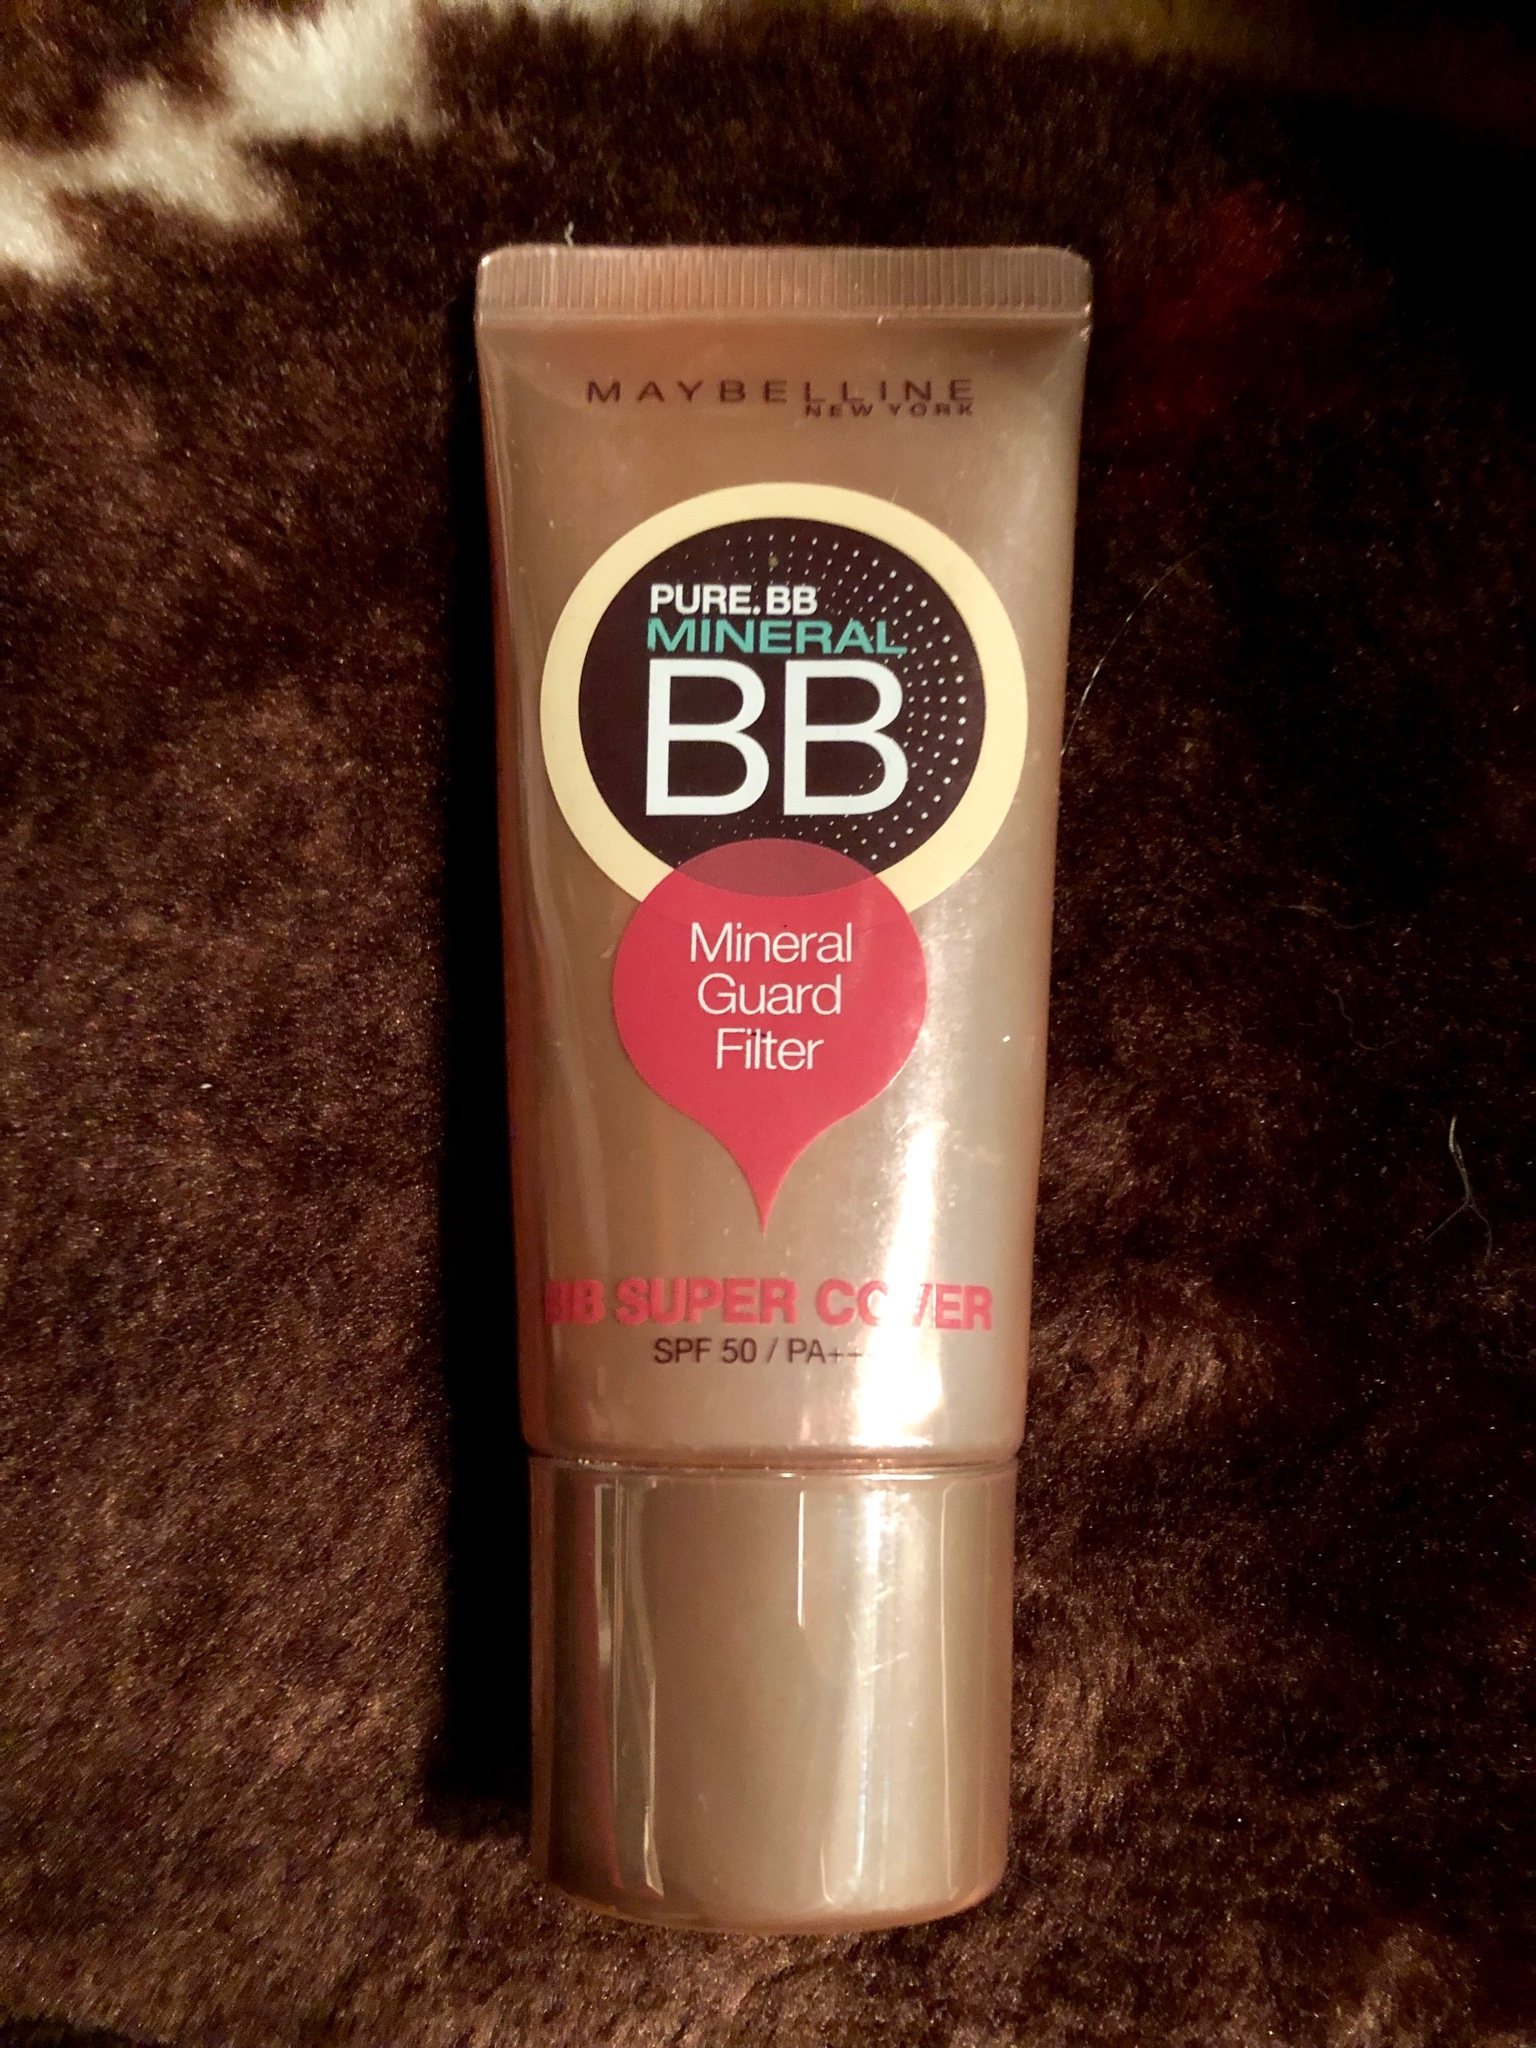 MAYBELLINE
NEW YORK
PURE.BB
MINERAL
BB
Mineral
Guard
Filter
BB SUPER COVER
SPF 50 / PA+++